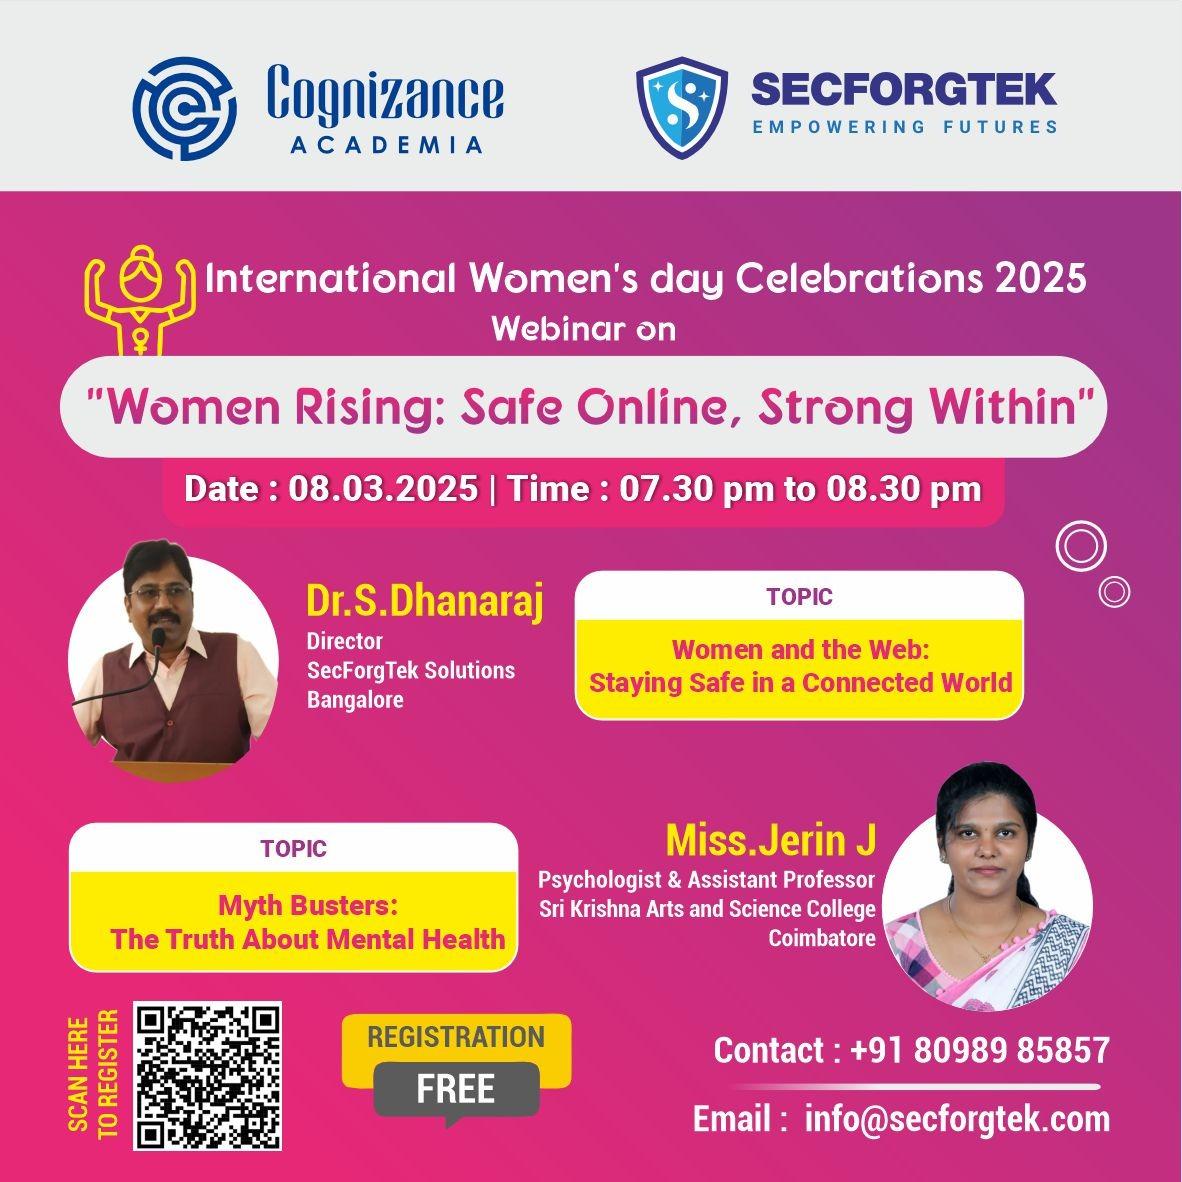 Cognizance
ACADEMIA
SECFORGTEK
EMPOWERING FUTURES
International Women's day Celebrations 2025
Webinar on
"Women Rising: Safe Online, Strong Within"
Date : 08.03.2025 | Time : 07.30 pm to 08.30 pm
Dr.S.Dhanaraj
Director
SecForgTek Solutions
Bangalore
TOPIC
Women and the Web:
Staying Safe in a Connected World
TOPIC
Myth Busters:
The Truth About Mental Health
Miss.Jerin J
Psychologist & Assistant Professor
Sri Krishna Arts and Science College
Coimbatore
SCAN HERE
TO REGISTER
REGISTRATION
FREE
Contact : +91 80989 85857
Email : info@secforgtek.com